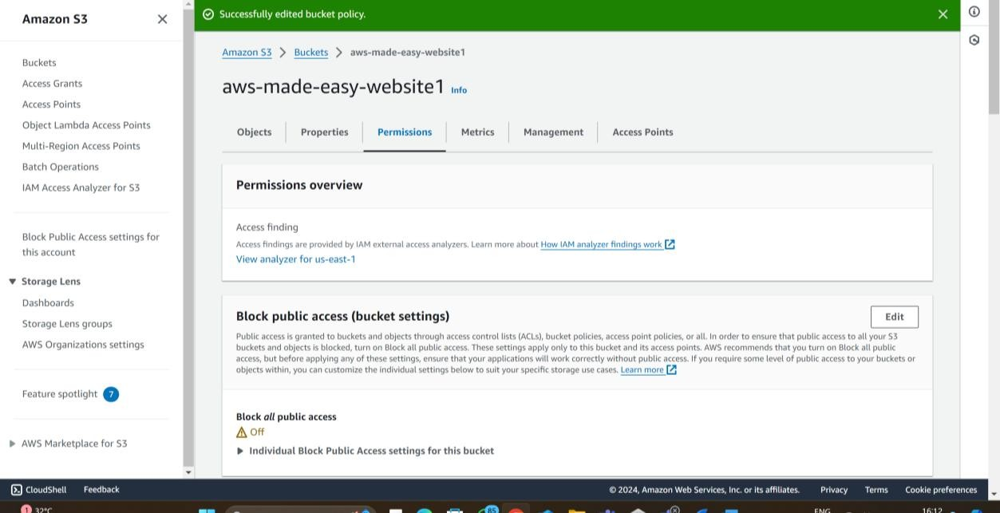 Amazon S3
Buckets
Access Grants
Access Points
Object Lambda Access Points
Multi-Region Access Points
Batch Operations
IAM Access Analyzer for S3
Block Public Access settings for
this account
Storage Lens
Dashboards
Storage Lens groups
AWS Organizations settings
Feature spotlight 7
AWS Marketplace for S3
Successfully edited bucket policy.
Amazon S3 > Buckets > aws-made-easy-website1
aws-made-easy-website1 Info
Objects Properties Permissions Metrics Management Access Points
Permissions overview
Access finding
Access findings are provided by IAM external access analyzers. Learn more about How IAM analyzer findings work
View analyzer for us-east-1
Block public access (bucket settings) Edit
Public access is granted to buckets and objects through access control lists (ACLs), bucket policies, access point policies, or all. In order to ensure that public access to all your S3
buckets and objects is blocked, turn on Block all public access. These settings apply only to this bucket and its access points. AWS recommends that you turn on Block all public
access, but before applying any of these settings, ensure that your applications will work correctly without public access. If you require some level of public access to your buckets or
objects within, you can customize the individual settings below to suit your specific storage use cases. Learn more
Block all public access
Off
Individual Block Public Access settings for this bucket
CloudShell Feedback © 2024, Amazon Web Services, Inc. or its affiliates. Privacy Terms Cookie preferences
1 32°C 85 ENG 16:12